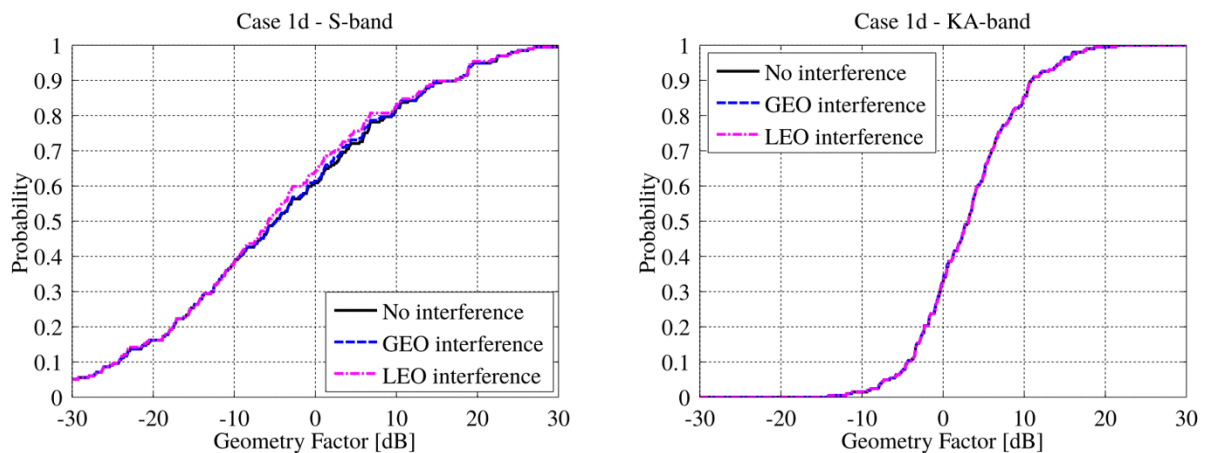 Case 1d - S-band
1
0.9
0.8
0.7
0.6
0.5
0.4
0.3
0.2
0.1
0
Probability
No interference
GEO interference
LEO interference
-30 -20 -10 0 10 20 30
Geometry Factor [dB]
Case 1d - KA-band
1
0.9
0.8
0.7
0.6
0.5
0.4
0.3
0.2
0.1
0
Probability
No interference
GEO interference
LEO interference
-30 -20 -10 0 10 20 30
Geometry Factor [dB]